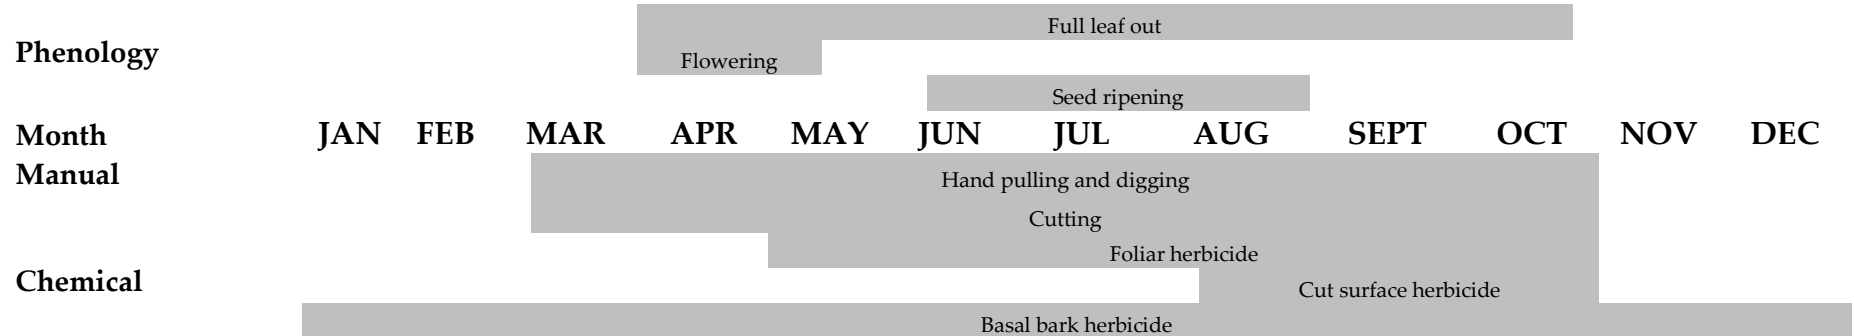 Full leaf out
Phenology
Flowering
Seed ripening
Month JAN FEB MAR APR MAY JUN JUL AUG SEPT OCT NOV DEC
Manual
Hand pulling and digging
Cutting
Foliar herbicide
Chemical
Cut surface herbicide
Basal bark herbicide